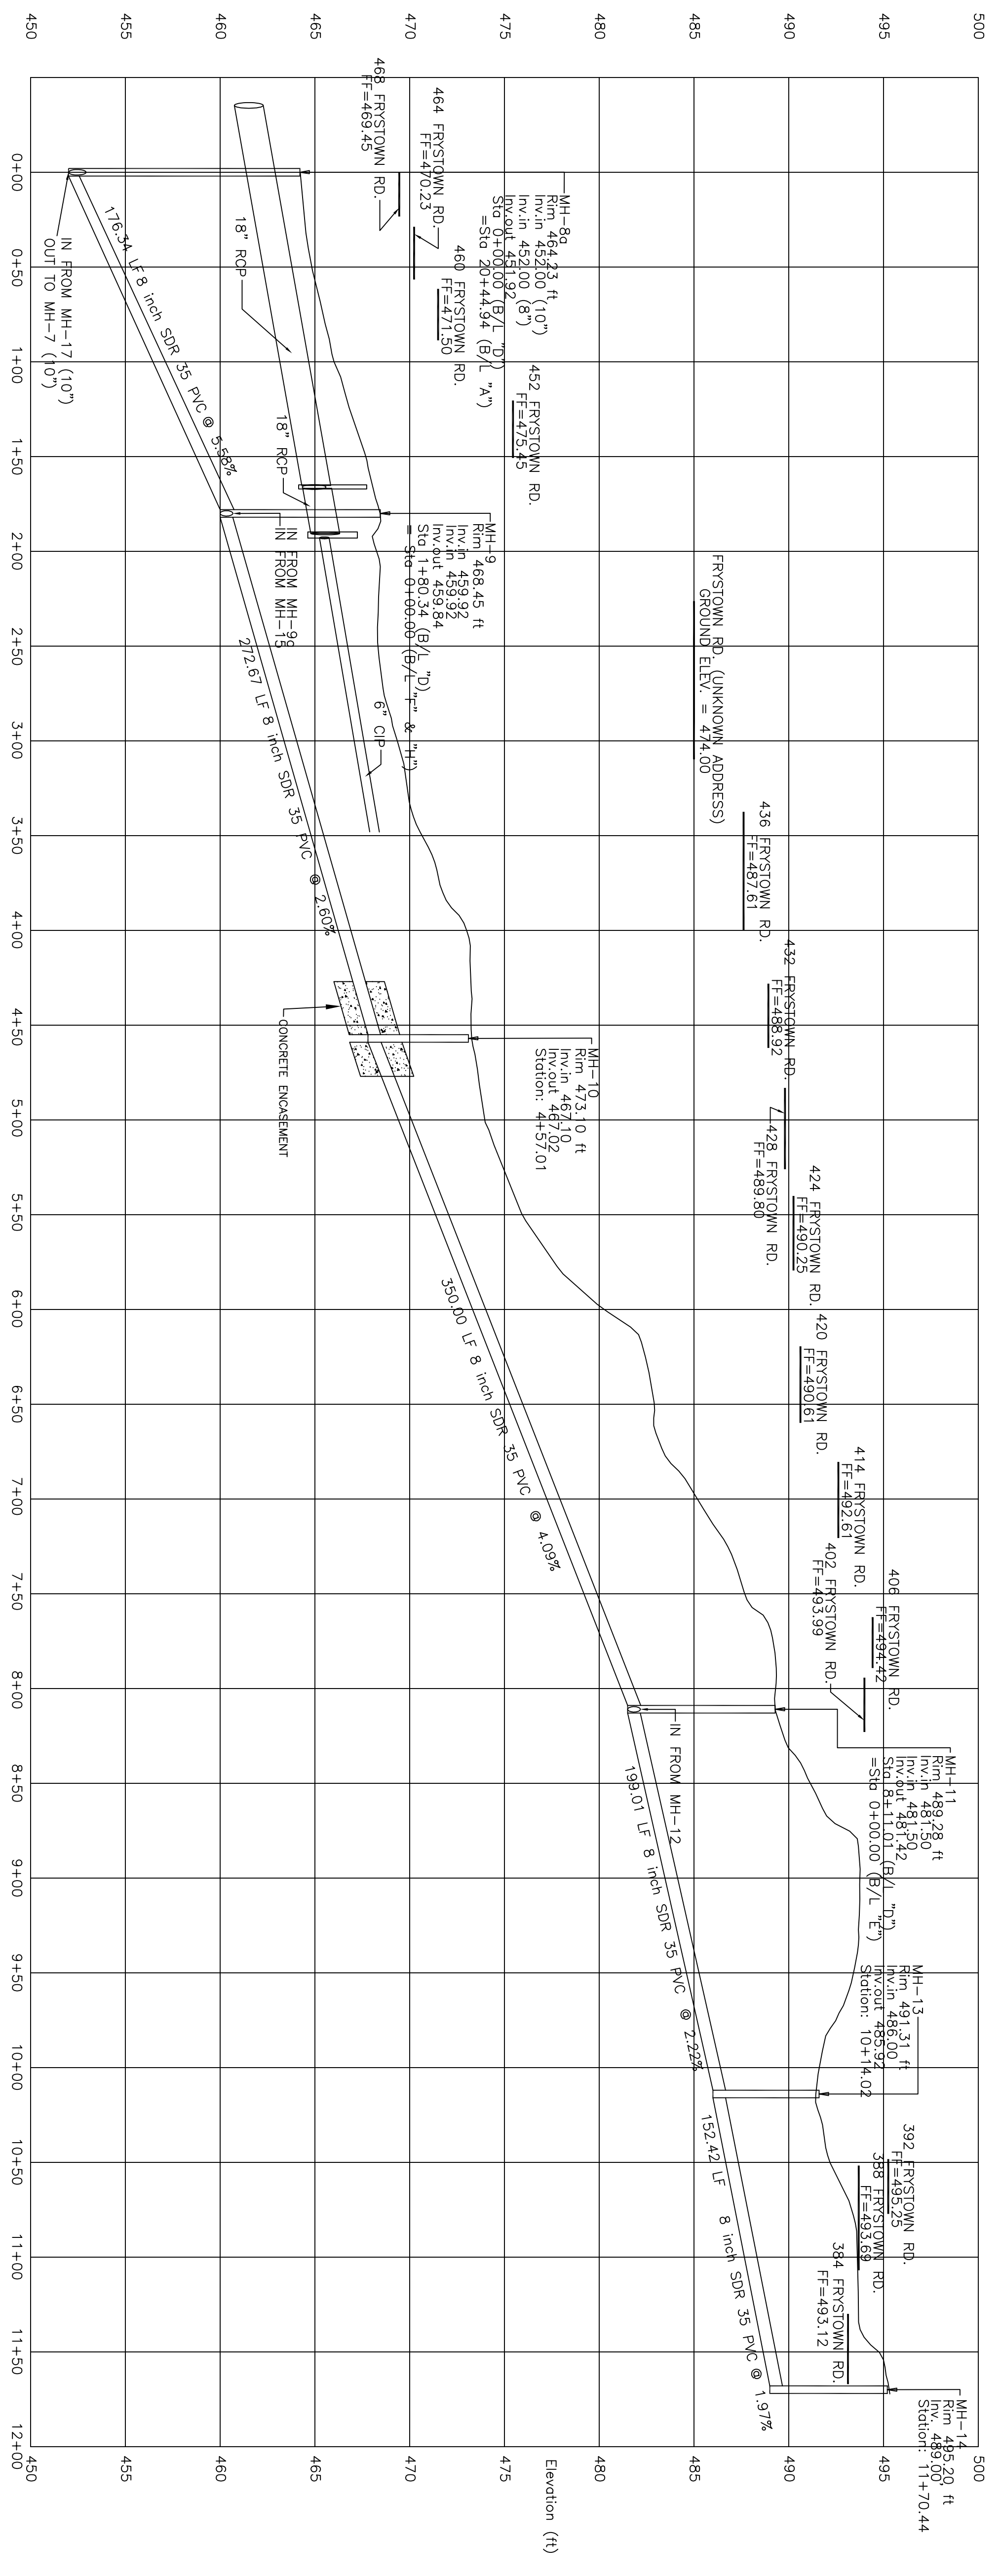 500
495
490
485
480
475
470
465
460
455
450
468 FRYSTOWN RD.
FF=469.45
464 FRYSTOWN RD.
FF=470.23
460 FRYSTOWN RD.
FF=471.50
452 FRYSTOWN RD.
FF=475.45
FRYSTOWN RD. (UNKNOWN ADDRESS)
GROUND ELEV. = 474.00
436 FRYSTOWN RD.
FF=487.61
432 FRYSTOWN RD.
FF=488.92
428 FRYSTOWN RD.
FF=489.80
424 FRYSTOWN RD.
FF=490.25
420 FRYSTOWN RD.
FF=490.61
414 FRYSTOWN RD.
FF=492.61
402 FRYSTOWN RD.
FF=493.99
406 FRYSTOWN RD.
FF=494.42
392 FRYSTOWN RD.
FF=495.25
388 FRYSTOWN RD.
FF=493.69
384 FRYSTOWN RD.
FF=493.12
MH-8a
Rim 464.23 ft
Inv.in 452.00 (10")
Inv.in 452.00 (8")
Inv.out 451.92
Sta 0+00.00 (B/L "D")
=Sta 20+44.94 (B/L "A")
MH-9
Rim 468.45 ft
Inv.in 459.92
Inv.in 459.92
Inv.out 459.84
Sta 1+80.34 (B/L "D")
= Sta 0+00.00 (B/L "F" & "H")
MH-10
Rim 473.10 ft
Inv.in 467.10
Inv.out 467.02
Station: 4+57.01
MH-11
Rim 489.28 ft
Inv.in 481.50
Inv.in 481.50
Inv.out 481.42
Sta 8+11.01 (B/L "D")
=Sta 0+00.00 (B/L "E")
MH-13
Rim 491.31 ft
Inv.in 486.00
Inv.out 485.92
Station: 10+14.02
MH-14
Rim 495.20 ft
Inv. 489.00
Station: 11+70.44
18" RCP
18" RCP
6" CIP
IN FROM MH-17 (10")
OUT TO MH-7 (10")
176.34 LF 8 inch SDR 35 PVC @ 5.58%
IN FROM MH-9a
IN FROM MH-15
272.67 LF 8 inch SDR 35 PVC @ 2.60%
CONCRETE ENCASEMENT
350.00 LF 8 inch SDR 35 PVC @ 4.09%
IN FROM MH-12
199.01 LF 8 inch SDR 35 PVC @ 2.22%
152.42 LF 8 inch SDR 35 PVC @ 1.97%
0+00
0+50
1+00
1+50
2+00
2+50
3+00
3+50
4+00
4+50
5+00
5+50
6+00
6+50
7+00
7+50
8+00
8+50
9+00
9+50
10+00
10+50
11+00
11+50
12+00
500
495
490
485
480
475
470
465
460
455
450
Elevation (ft)